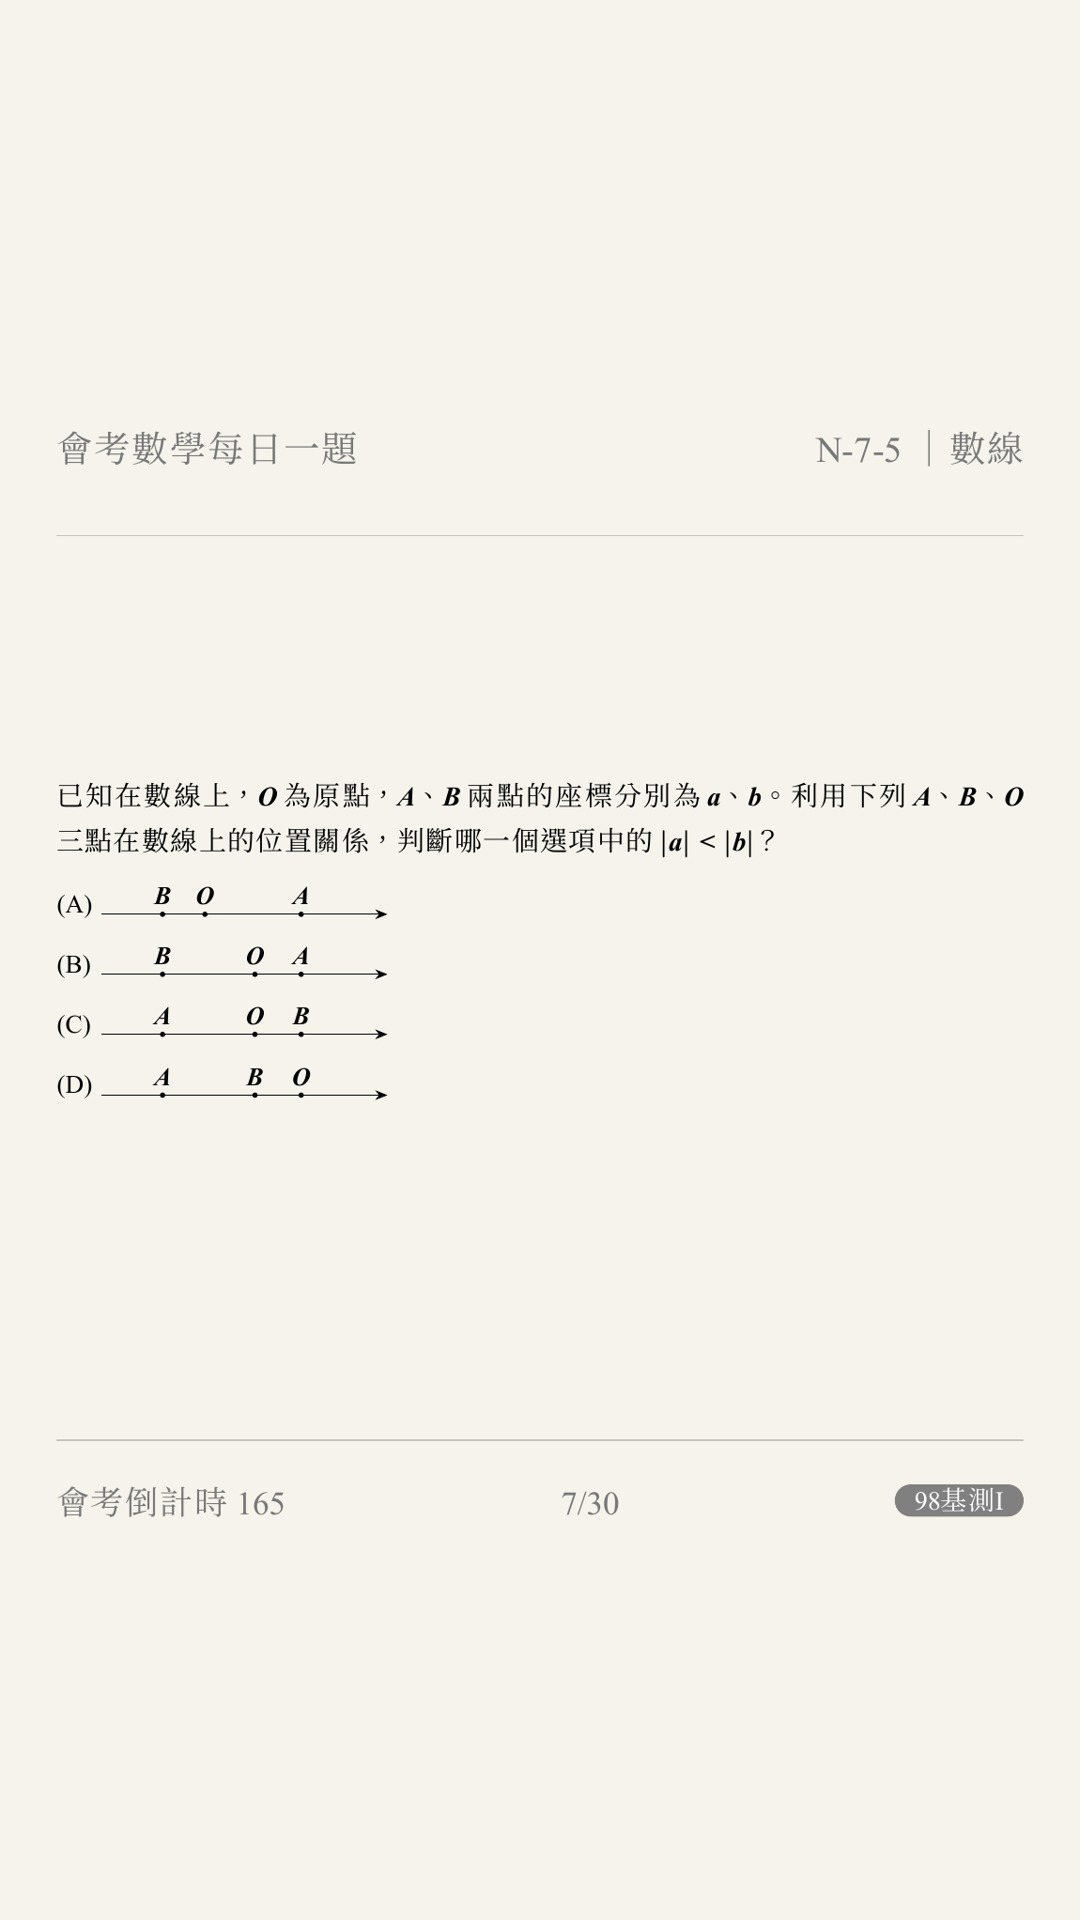 會考數學每日一題
N-7-5｜數線
已知在數線上，O 為原點，A、B 兩點的座標分別為 a、b。利用下列 A、B、O
三點在數線上的位置關係，判斷哪一個選項中的 |a| < |b|？
(A) B O A
(B) B O A
(C) A O B
(D) A B O
會考倒計時 165
7/30
98基測I